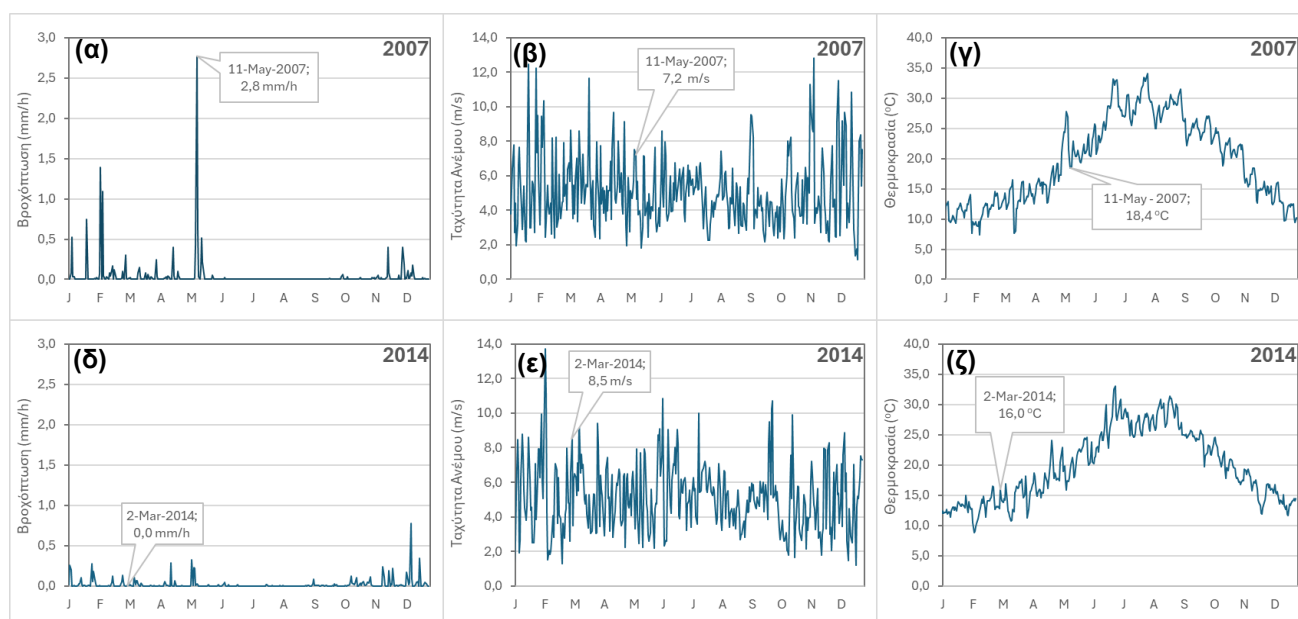 (α)
2007
Βροχόπτωση (mm/h)
3,0
2,5
2,0
1,5
1,0
0,5
0,0
11-May-2007;
2,8 mm/h
J F M A M J J A S O N D
(β)
2007
Ταχύτητα Ανέμου (m/s)
14,0
12,0
10,0
8,0
6,0
4,0
2,0
0,0
11-May-2007;
7,2 m/s
J F M A M J J A S O N D
(γ)
2007
Θερμοκρασία (°C)
40,0
35,0
30,0
25,0
20,0
15,0
10,0
5,0
0,0
11-May - 2007;
18,4 °C
J F M A M J J A S O N D
(δ)
2014
Βροχόπτωση (mm/h)
3,0
2,5
2,0
1,5
1,0
0,5
0,0
2-Mar-2014;
0,0 mm/h
J F M A M J J A S O N D
(ε)
2014
Ταχύτητα Ανέμου (m/s)
14,0
12,0
10,0
8,0
6,0
4,0
2,0
0,0
2-Mar-2014;
8,5 m/s
J F M A M J J A S O N D
(ζ)
2014
Θερμοκρασία (°C)
40,0
35,0
30,0
25,0
20,0
15,0
10,0
5,0
0,0
2-Mar-2014;
16,0 °C
J F M A M J J A S O N D